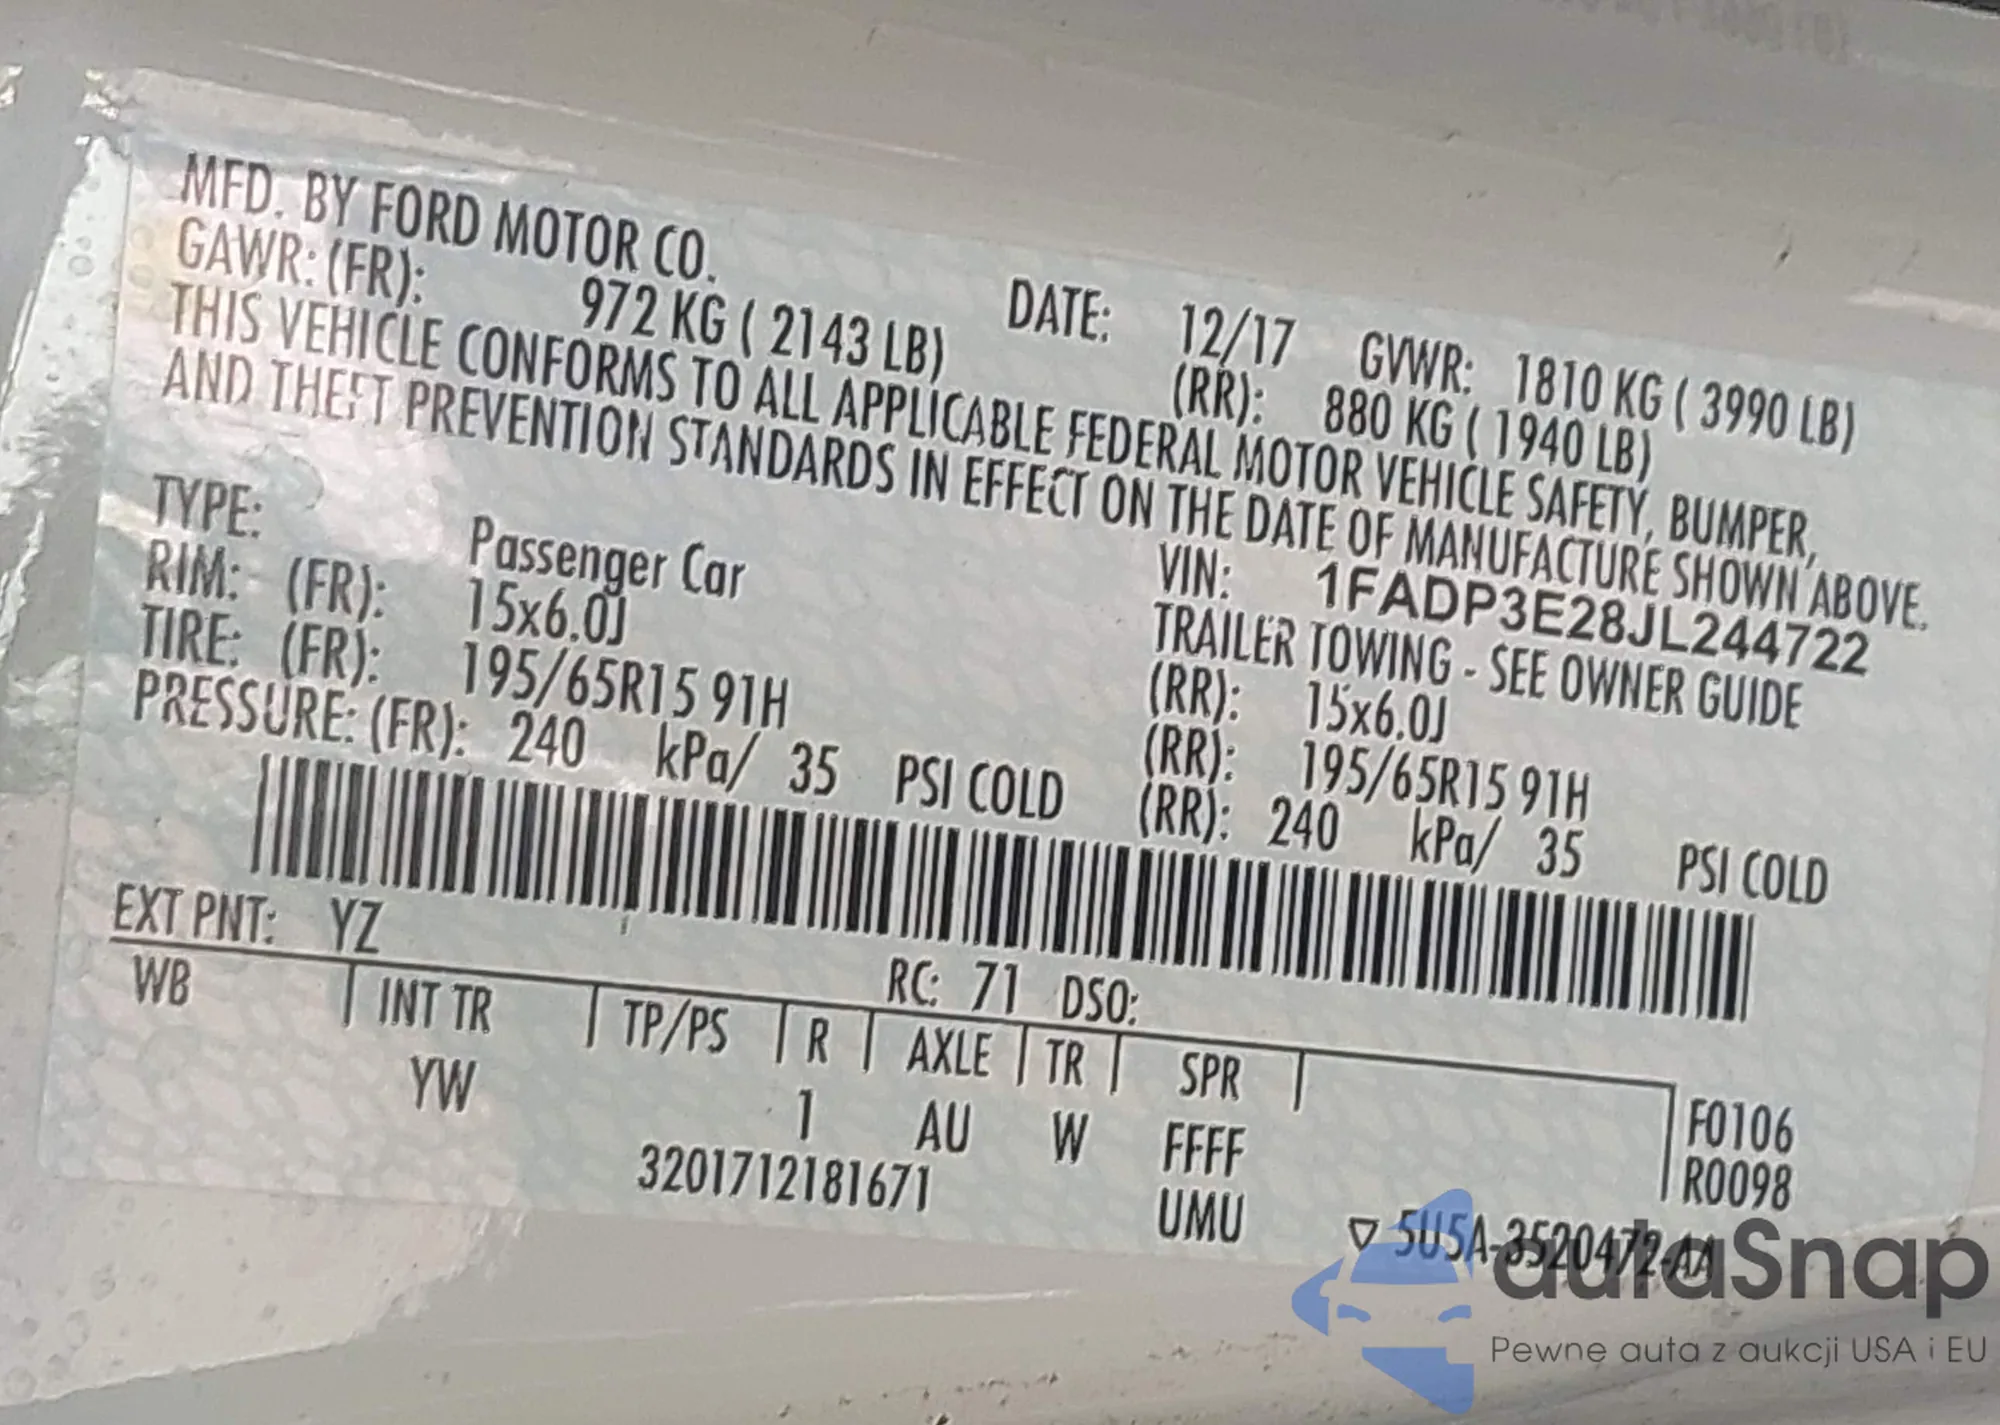 MFD. BY FORD MOTOR CO. DATE: 12/17 GVWR: 1810 KG ( 3990 LB)
GAWR: (FR): 972 KG ( 2143 LB) (RR): 880 KG ( 1940 LB)
THIS VEHICLE CONFORMS TO ALL APPLICABLE FEDERAL MOTOR VEHICLE SAFETY, BUMPER,
AND THEFT PREVENTION STANDARDS IN EFFECT ON THE DATE OF MANUFACTURE SHOWN ABOVE.
VIN: 1FADP3E28JL244722
TYPE: Passenger Car TRAILER TOWING - SEE OWNER GUIDE
RIM: (FR): 15x6.0J (RR): 15x6.0J
TIRE: (FR): 195/65R15 91H (RR): 195/65R15 91H
PRESSURE: (FR): 240 kPa/ 35 PSI COLD (RR): 240 kPa/ 35 PSI COLD
EXT PNT: YZ RC: 71 DSO:
WB INT TR TP/PS R AXLE TR SPR F0106
YW 1 AU W FFFF R0098
3201712181671 UMU ▽ 5U5A-3520472-AA
autaSnap
Pewne auta z aukcji USA i EU